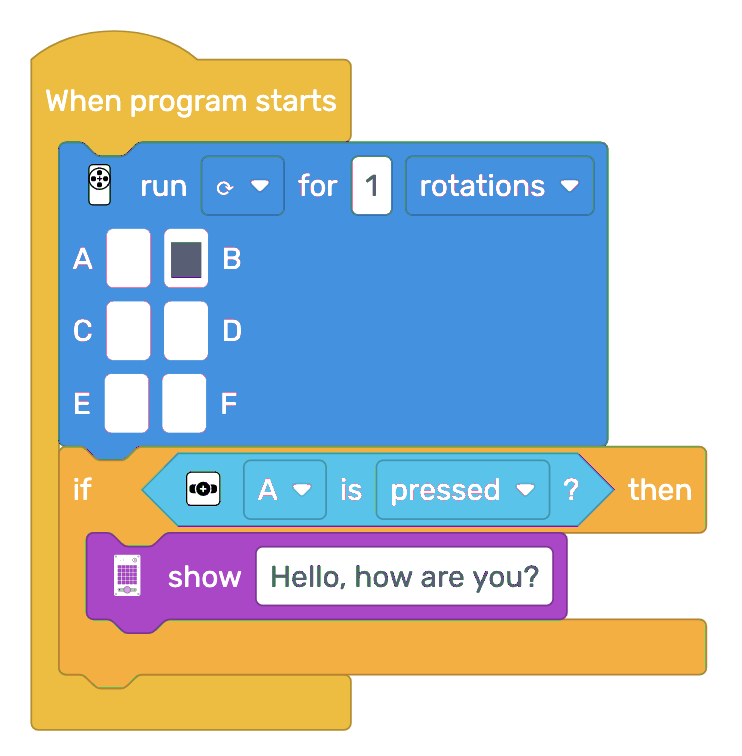 When program starts
run ⟳ for 1 rotations
A B
C D
E F
if A is pressed ? then
show Hello, how are you?